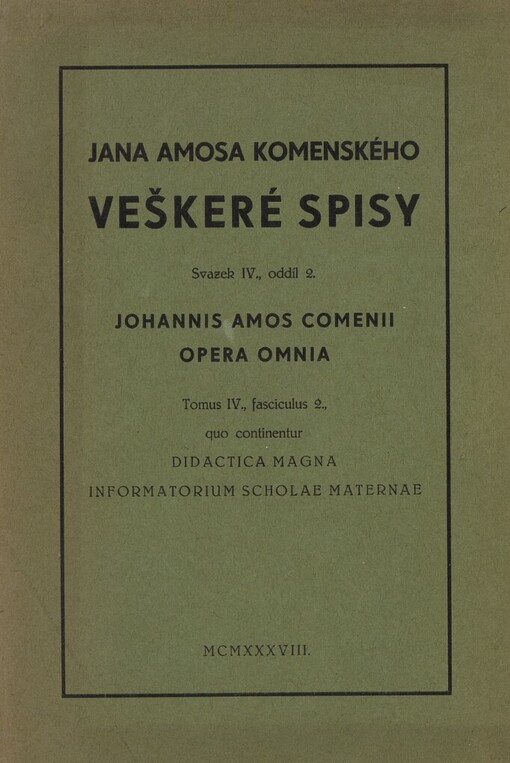 JANA AMOSA KOMENSKÉHO
VEŠKERÉ SPISY
Svazek IV., oddíl 2.
JOHANNIS AMOS COMENII
OPERA OMNIA
Tomus IV., fasciculus 2.,
quo continentur
DIDACTICA MAGNA
INFORMATORIUM SCHOLAE MATERNAE
MCMXXXVIII.